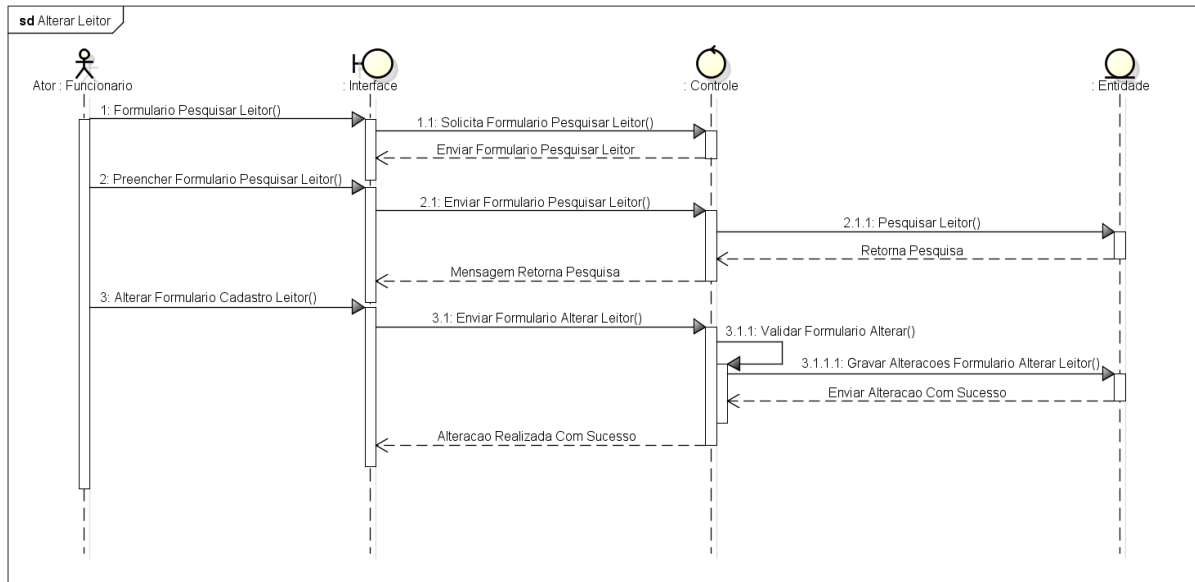 sd Alterar Leitor
Ator : Funcionario
: Interface
: Controle
: Entidade
1: Formulario Pesquisar Leitor()
1.1: Solicita Formulario Pesquisar Leitor()
Enviar Formulario Pesquisar Leitor
2: Preencher Formulario Pesquisar Leitor()
2.1: Enviar Formulario Pesquisar Leitor()
2.1.1: Pesquisar Leitor()
Retorna Pesquisa
Mensagem Retorna Pesquisa
3: Alterar Formulario Cadastro Leitor()
3.1: Enviar Formulario Alterar Leitor()
3.1.1: Validar Formulario Alterar()
3.1.1.1: Gravar Alteracoes Formulario Alterar Leitor()
Enviar Alteracao Com Sucesso
Alteracao Realizada Com Sucesso